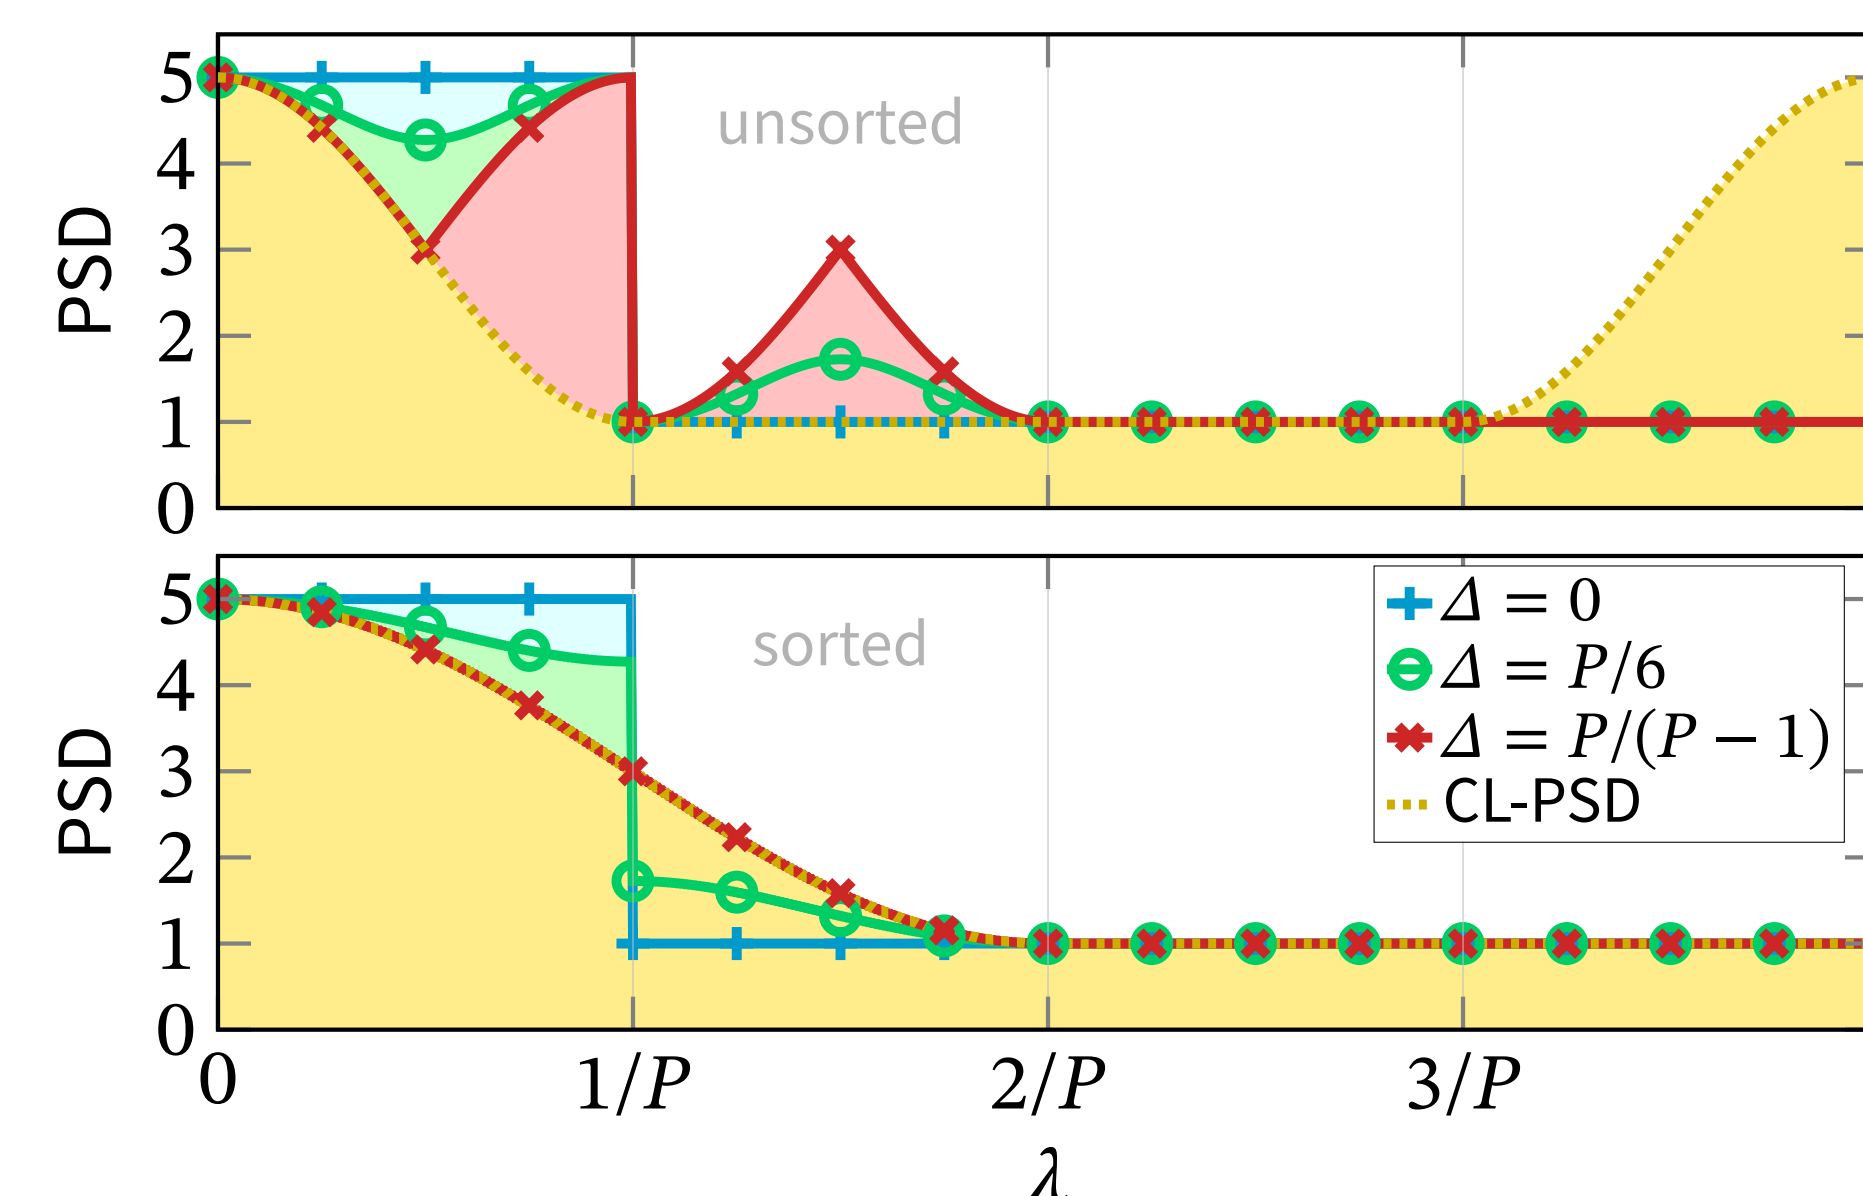 5
4
3
2
1
0
PSD
unsorted
5
4
3
2
1
0
PSD
sorted
𝛥 = 0
𝛥 = P/6
𝛥 = P/(P − 1)
CL-PSD
0 1/P 2/P 3/P
λ